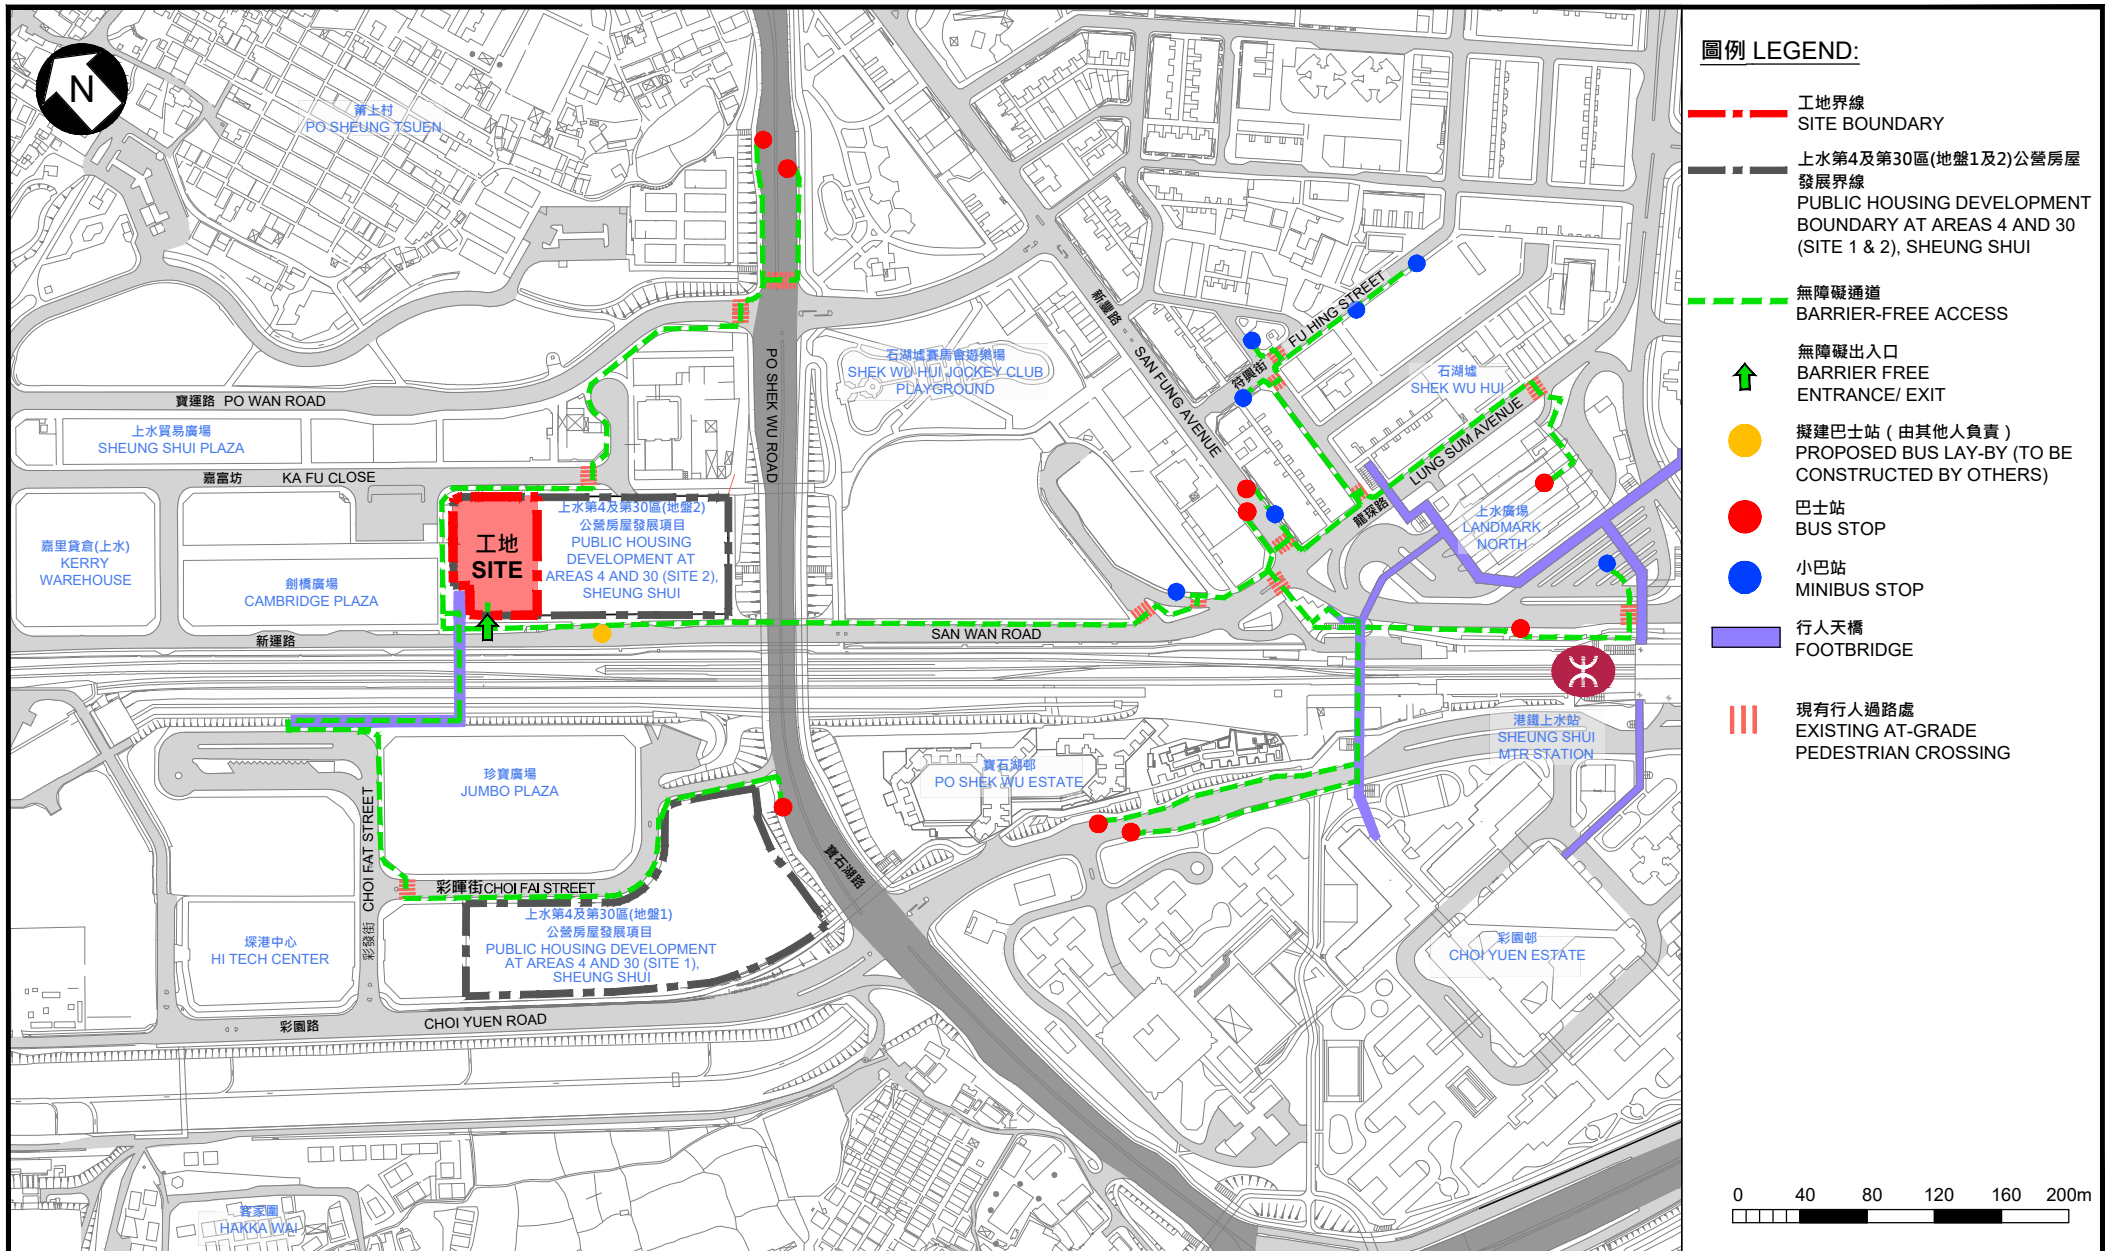 N
莆上村
PO SHEUNG TSUEN
寶運路 PO WAN ROAD
上水貿易廣場
SHEUNG SHUI PLAZA
嘉富坊 KA FU CLOSE
嘉里貨倉(上水)
KERRY
WAREHOUSE
劍橋廣場
CAMBRIDGE PLAZA
新運路
工地
SITE
上水第4及第30區(地盤2)
公營房屋發展項目
PUBLIC HOUSING
DEVELOPMENT AT
AREAS 4 AND 30 (SITE 2),
SHEUNG SHUI
PO SHEK WU ROAD
石湖墟賽馬會遊樂場
SHEK WU HUI JOCKEY CLUB
PLAYGROUND
新豐路
SAN FUNG AVENUE
符興街
FU HING STREET
石湖墟
SHEK WU HUI
LUNG SUM AVENUE
龍琛路
上水廣場
LANDMARK
NORTH
SAN WAN ROAD
港鐵上水站
SHEUNG SHUI
MTR STATION
寶石湖邨
PO SHEK WU ESTATE
珍寶廣場
JUMBO PLAZA
CHOI FAT STREET
彩發街
彩暉街 CHOI FAI STREET
寶石湖路
上水第4及第30區(地盤1)
公營房屋發展項目
PUBLIC HOUSING DEVELOPMENT
AT AREAS 4 AND 30 (SITE 1),
SHEUNG SHUI
琛港中心
HI TECH CENTER
彩園邨
CHOI YUEN ESTATE
彩園路
CHOI YUEN ROAD
客家圍
HAKKA WAI
圖例 LEGEND:
工地界線
SITE BOUNDARY
上水第4及第30區(地盤1及2)公營房屋
發展界線
PUBLIC HOUSING DEVELOPMENT
BOUNDARY AT AREAS 4 AND 30
(SITE 1 & 2), SHEUNG SHUI
無障礙通道
BARRIER-FREE ACCESS
無障礙出入口
BARRIER FREE
ENTRANCE/ EXIT
擬建巴士站 ( 由其他人負責 )
PROPOSED BUS LAY-BY (TO BE
CONSTRUCTED BY OTHERS)
巴士站
BUS STOP
小巴站
MINIBUS STOP
行人天橋
FOOTBRIDGE
現有行人過路處
EXISTING AT-GRADE
PEDESTRIAN CROSSING
0 40 80 120 160 200m